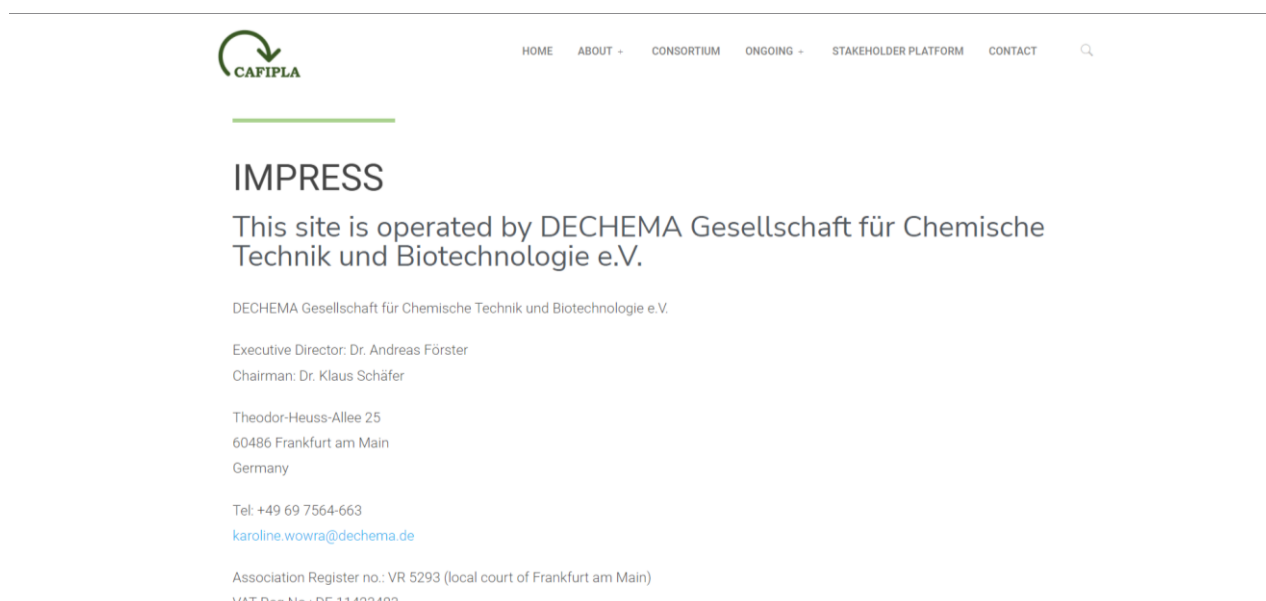 CAFIPLA
HOME ABOUT + CONSORTIUM ONGOING + STAKEHOLDER PLATFORM CONTACT
IMPRESS
This site is operated by DECHEMA Gesellschaft für Chemische
Technik und Biotechnologie e.V.
DECHEMA Gesellschaft für Chemische Technik und Biotechnologie e.V.
Executive Director: Dr. Andreas Förster
Chairman: Dr. Klaus Schäfer
Theodor-Heuss-Allee 25
60486 Frankfurt am Main
Germany
Tel: +49 69 7564-663
karoline.wowra@dechema.de
Association Register no.: VR 5293 (local court of Frankfurt am Main)